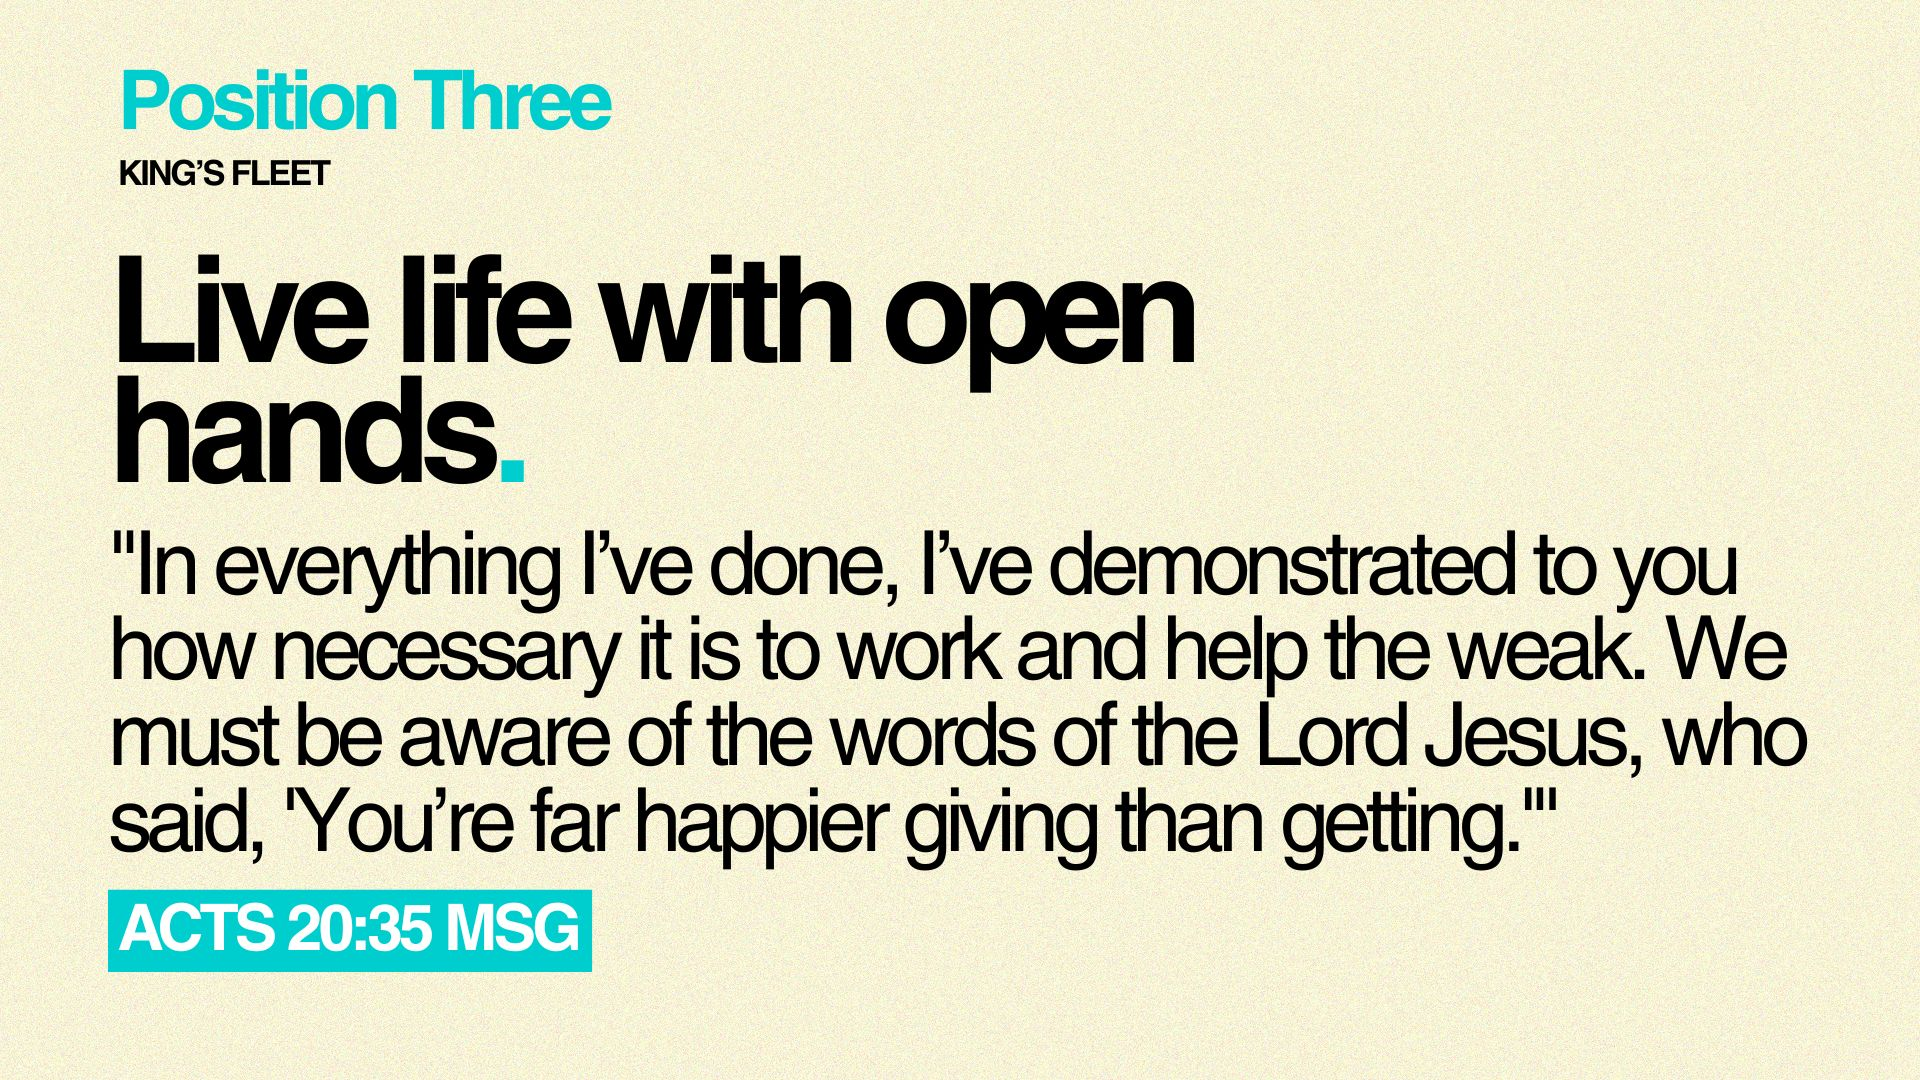 Position Three
KING’S FLEET
Live life with open
hands.
"In everything I’ve done, I’ve demonstrated to you
how necessary it is to work and help the weak. We
must be aware of the words of the Lord Jesus, who
said, 'You’re far happier giving than getting.'"
ACTS 20:35 MSG